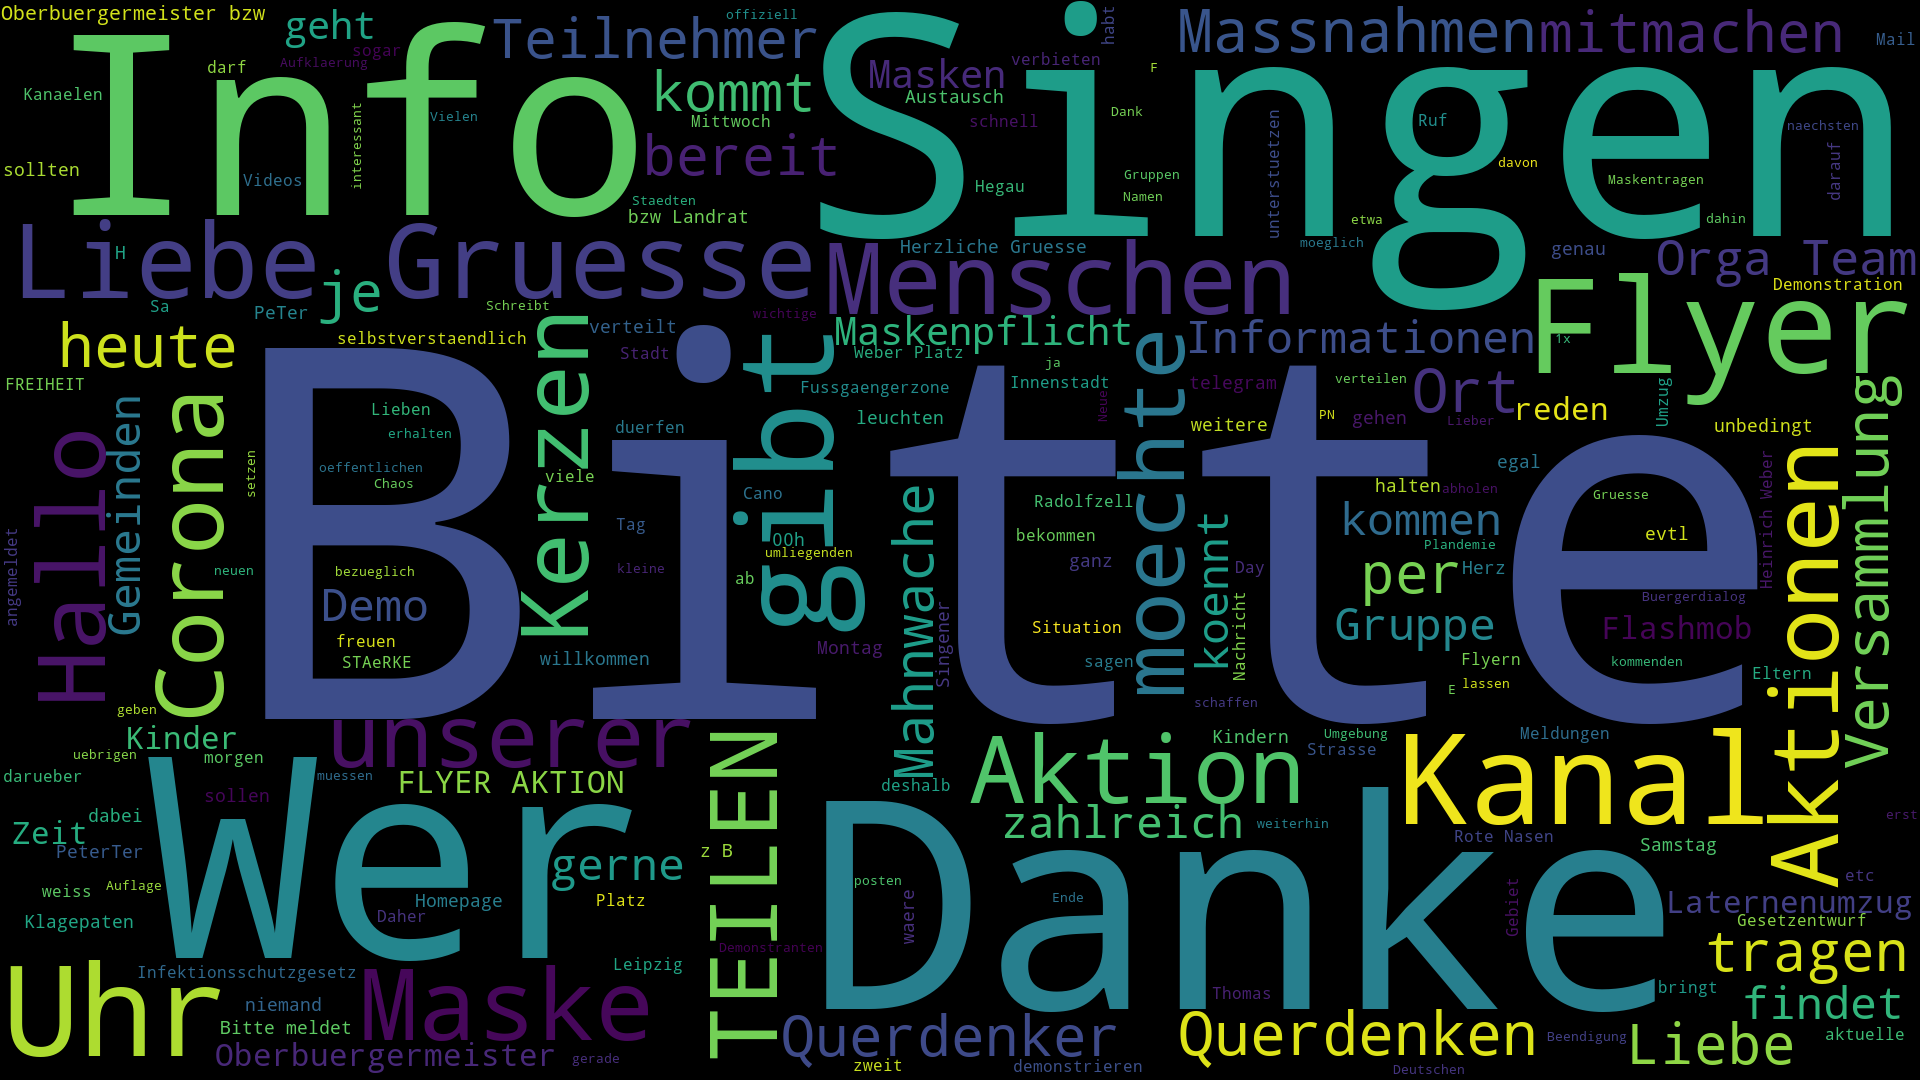 Oberbuergermeister bzw
geht
Teilnehmer
offiziell
habt
Massnahmen
mitmachen
Mail
Info
Singen
sogar
Aufklaerung
darf
Kanaelen
Masken
verbieten
F
kommt
Austausch
Vielen
Mittwoch
interessant
schnell
Dank
unterstuetzen
Ruf
naechsten
bereit
davon
darauf
sollten
Videos
Hegau
Gruppen
Namen
Maskentragen
Staedten
bzw Landrat
etwa
dahin
Liebe Gruesse
H
Herzliche Gruesse
moeglich
genau
Orga Team
Menschen
je
Demonstration
Flyer
Sa
PeTer
Schreibt
wichtige
heute
selbstverstaendlich
verteilt
Maskenpflicht
Informationen
1x
Stadt
Weber Platz
ja
FREIHEIT
Fussgaengerzone
Innenstadt
telegram
verteilen
Ort
Umzug
Kerzen
gibt
moechte
Neue
Lieben
leuchten
PN
gehen
Lieber
reden
weitere
unbedingt
Bitte
erhalten
duerfen
Hallo
Gemeinden
Corona
setzen
oeffentlichen
Chaos
viele
egal
halten
abholen
Versammlung
Aktionen
Heinrich Weber
Cano
Radolfzell
Gruesse
Mahnwache
angemeldet
Tag
00h
bekommen
koennt
kommen
evtl
umliegenden
Plandemie
neuen
bezueglich
kleine
ab
ganz
Day
per
Herz
Buergerdialog
Demo
Situation
Gruppe
Flashmob
freuen
Singener
Nachricht
STAeRKE
willkommen
Montag
sagen
Flyern
kommenden
Eltern
E
lassen
geben
schaffen
unserer
Kinder
TEILEN
Aktion
Kindern
Umgebung
Strasse
Meldungen
Kanal
uebrigen
morgen
darueber
muessen
FLYER AKTION
deshalb
sollen
dabei
Zeit
zahlreich
weiterhin
Rote Nasen
erst
Wer
Danke
PeterTer
z B
Samstag
gerne
weiss
Auflage
posten
etc
Homepage
Platz
Ende
Daher
waere
Gebiet
Laternenumzug
Klagepaten
Gesetzentwurf
Demonstranten
tragen
Uhr
Infektionsschutzgesetz
Leipzig
Maske
bringt
niemand
Thomas
findet
Bitte meldet
Querdenker
Querdenken
Beendigung
Liebe
aktuelle
Oberbuergermeister
gerade
zweit
demonstrieren
Deutschen